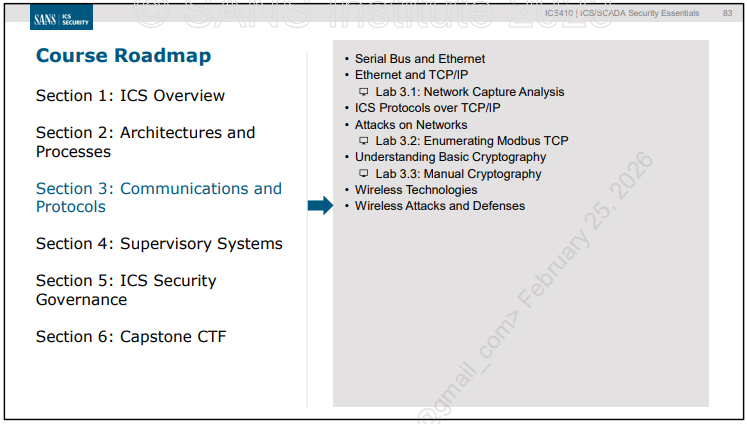 © SANS Institute 2026
SANS | ICS SECURITY
ICS410 | ICS/SCADA Security Essentials 83
Course Roadmap
Section 1: ICS Overview
Section 2: Architectures and
Processes
Section 3: Communications and
Protocols
Section 4: Supervisory Systems
Section 5: ICS Security
Governance
Section 6: Capstone CTF
• Serial Bus and Ethernet
• Ethernet and TCP/IP
Lab 3.1: Network Capture Analysis
• ICS Protocols over TCP/IP
• Attacks on Networks
Lab 3.2: Enumerating Modbus TCP
• Understanding Basic Cryptography
Lab 3.3: Manual Cryptography
• Wireless Technologies
• Wireless Attacks and Defenses
@gmail_com> February 25, 2026